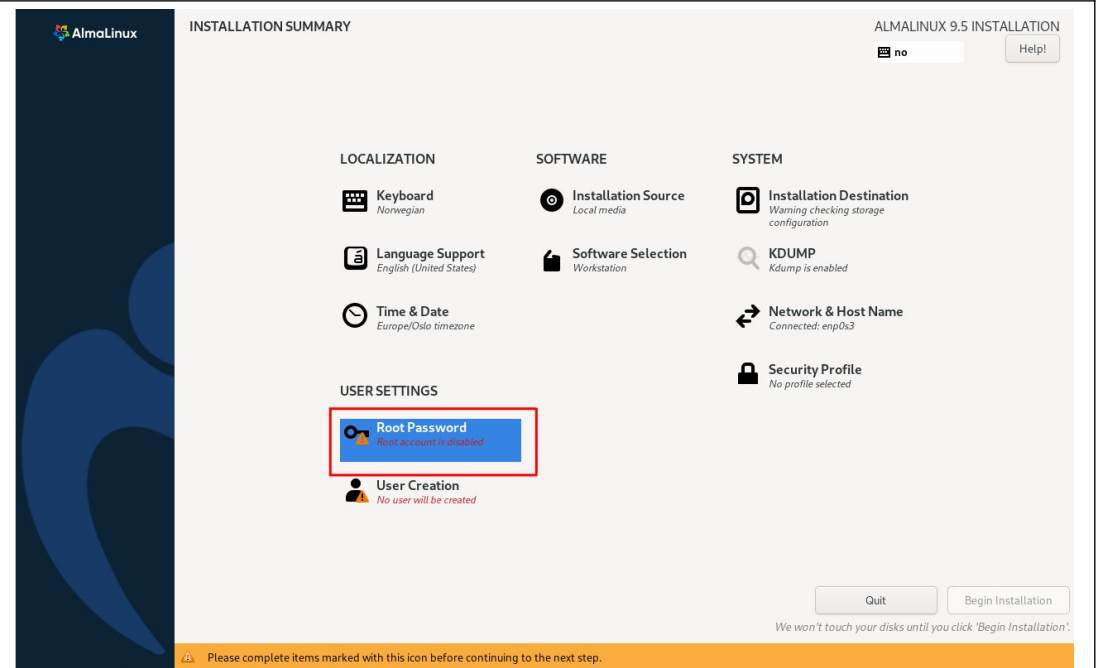 AlmaLinux
INSTALLATION SUMMARY
ALMALINUX 9.5 INSTALLATION
no
Help!
LOCALIZATION
Keyboard
Norwegian
Language Support
English (United States)
Time & Date
Europe/Oslo timezone
SOFTWARE
Installation Source
Local media
Software Selection
Workstation
SYSTEM
Installation Destination
Warning checking storage
configuration
KDUMP
Kdump is enabled
Network & Host Name
Connected: enp0s3
Security Profile
No profile selected
USER SETTINGS
Root Password
Root account is disabled
User Creation
No user will be created
Quit
Begin Installation
We won't touch your disks until you click 'Begin Installation'.
Please complete items marked with this icon before continuing to the next step.